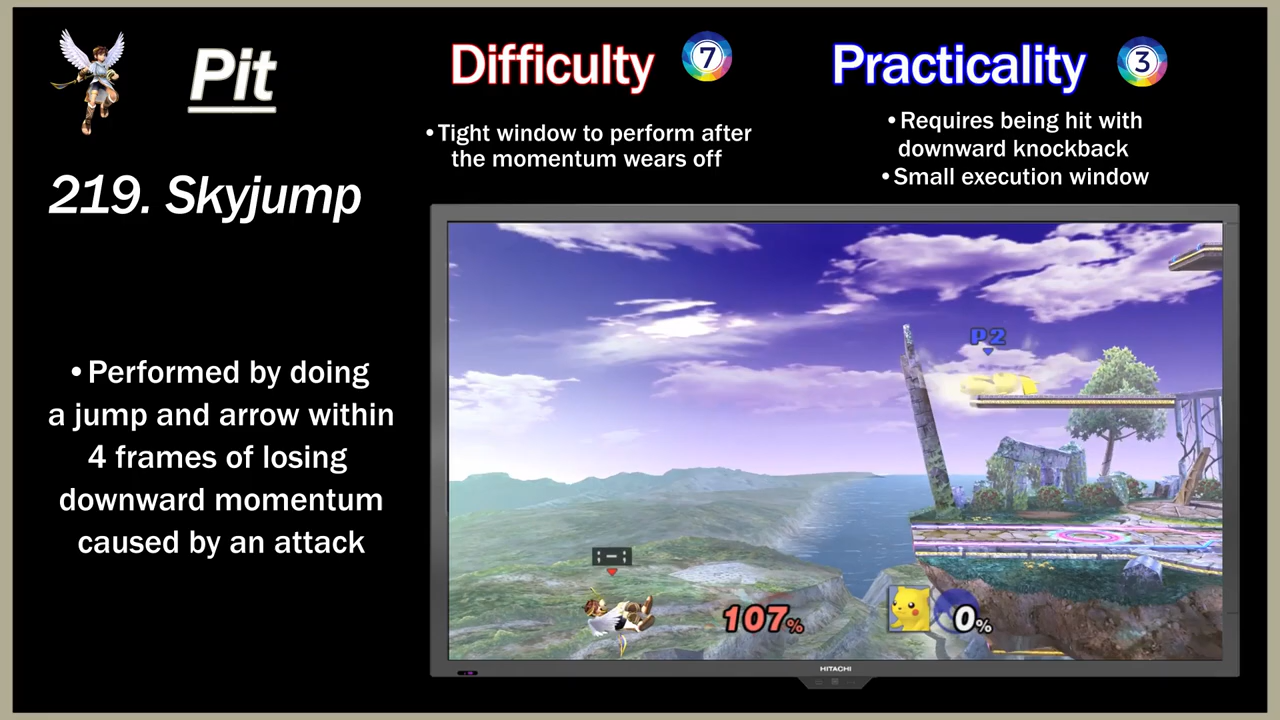 Pit
Difficulty 7
Practicality 3
•Tight window to perform after
the momentum wears off
•Requires being hit with
downward knockback
•Small execution window
219. Skyjump
•Performed by doing
a jump and arrow within
4 frames of losing
downward momentum
caused by an attack
P2
107%
0%
HITACHI